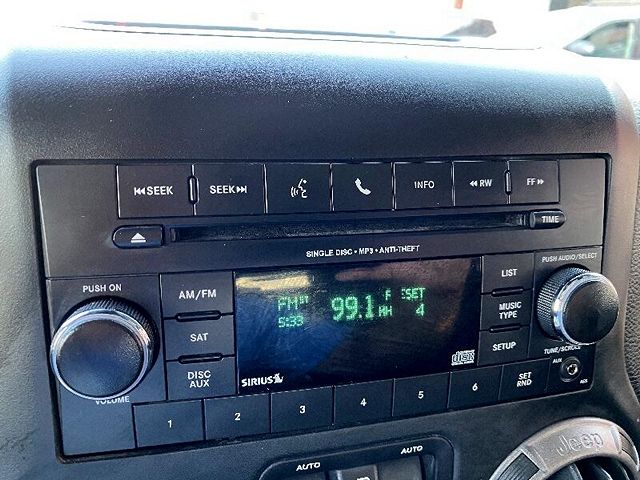 SEEK SEEK INFO RW FF
TIME
SINGLE DISC • MP3 • ANTI-THEFT
PUSH ON AM/FM LIST PUSH AUDIO/SELECT
FM ST 99.1 4
5:33 MH
SAT MUSIC TYPE
DISC AUX SIRIUS SETUP TUNE/SCROLL
VOLUME 1 2 3 4 5 6 SET RND AUX
AUTO AUTO
Jeep